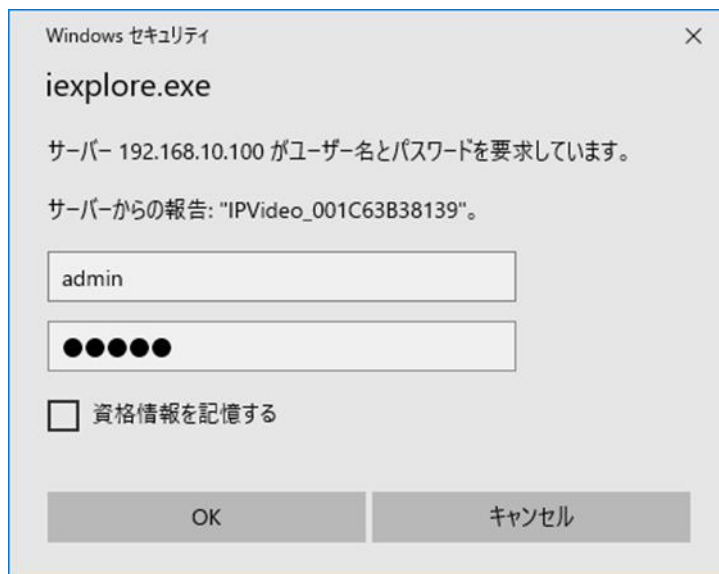 Windows セキュリティ
iexplore.exe
サーバー 192.168.10.100 がユーザー名とパスワードを要求しています。
サーバーからの報告: "IPVideo_001C63B38139"。
admin
●●●●●
資格情報を記憶する
OK
キャンセル